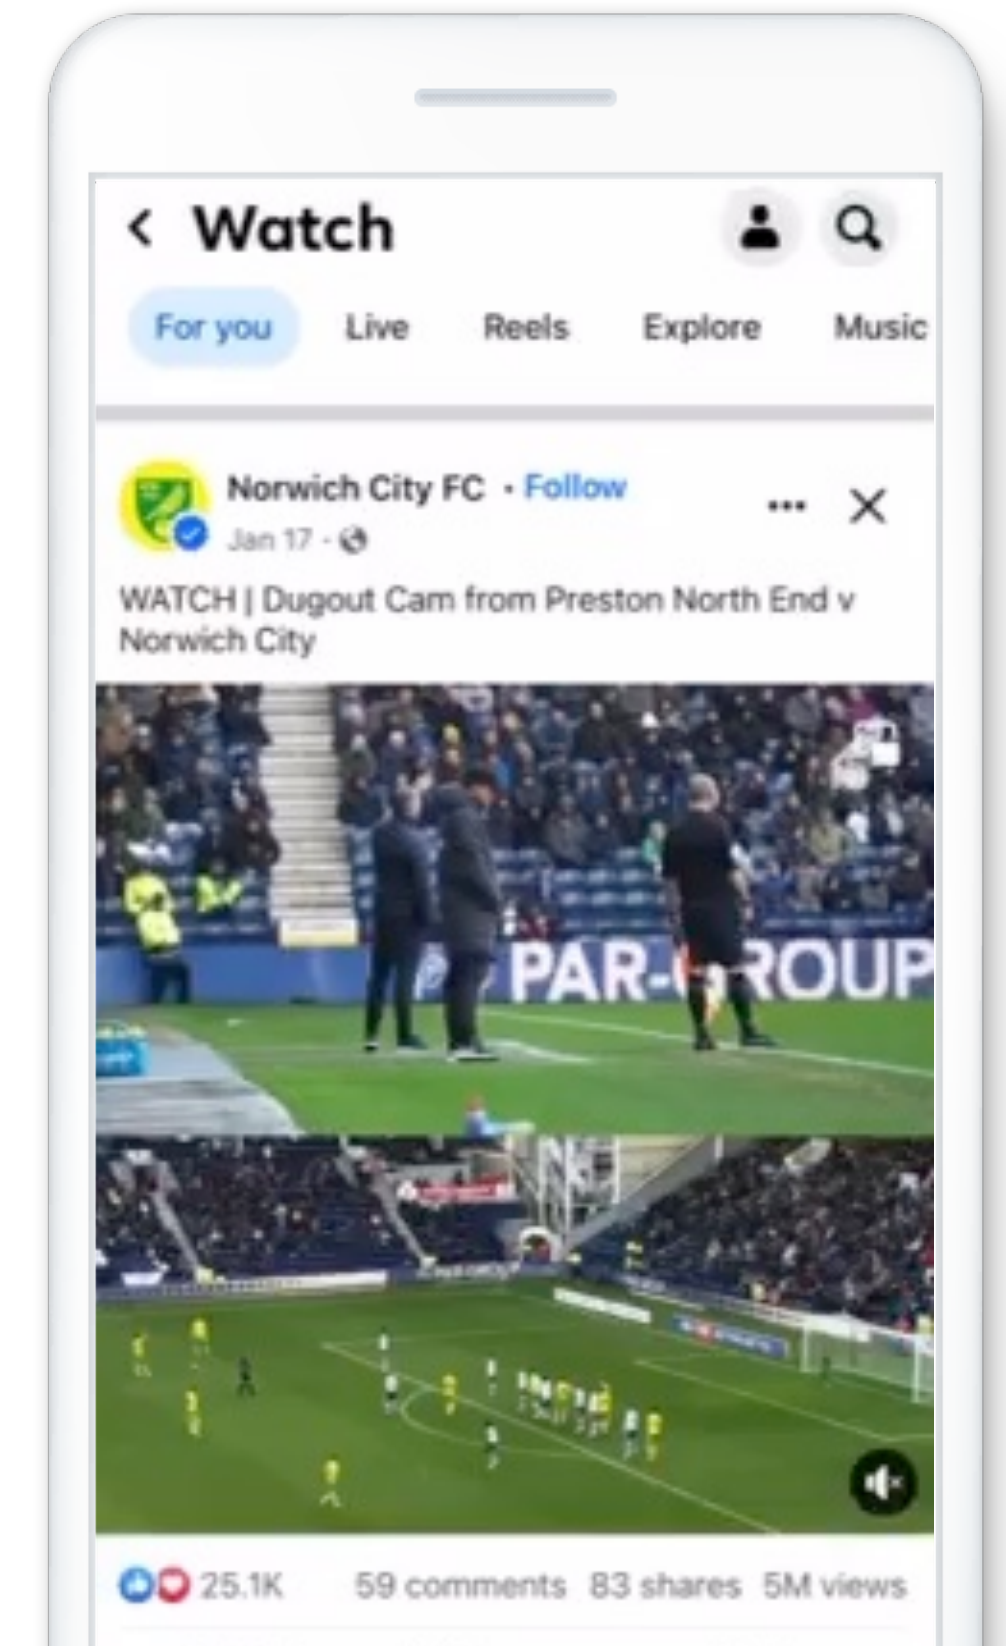 Watch
For you Live Reels Explore Music
Norwich City FC · Follow
Jan 17 ·
WATCH | Dugout Cam from Preston North End v
Norwich City
PAR-GROUP
25.1K 59 comments 83 shares 5M views